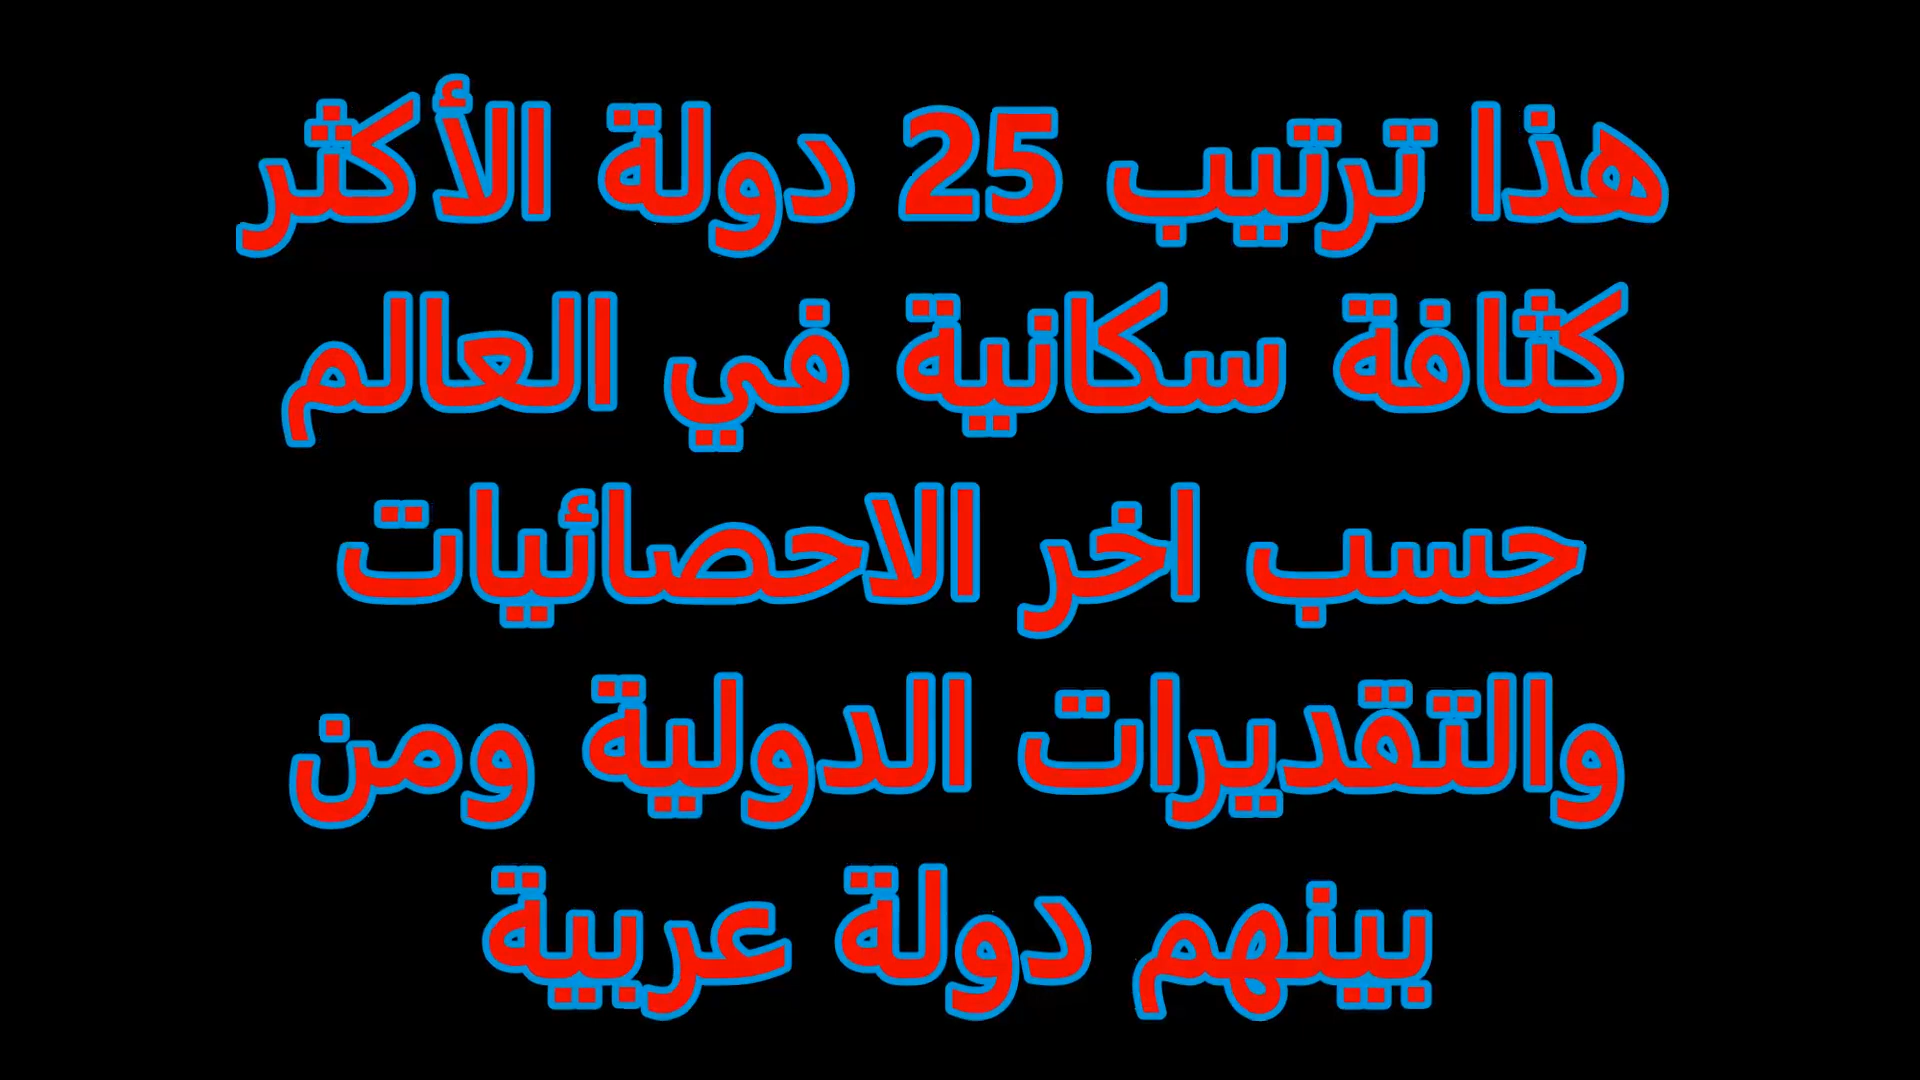 هذا ترتيب 25 دولة الأكثر
كثافة سكانية في العالم
حسب اخر الاحصائيات
والتقديرات الدولية ومن
بينهم دولة عربية